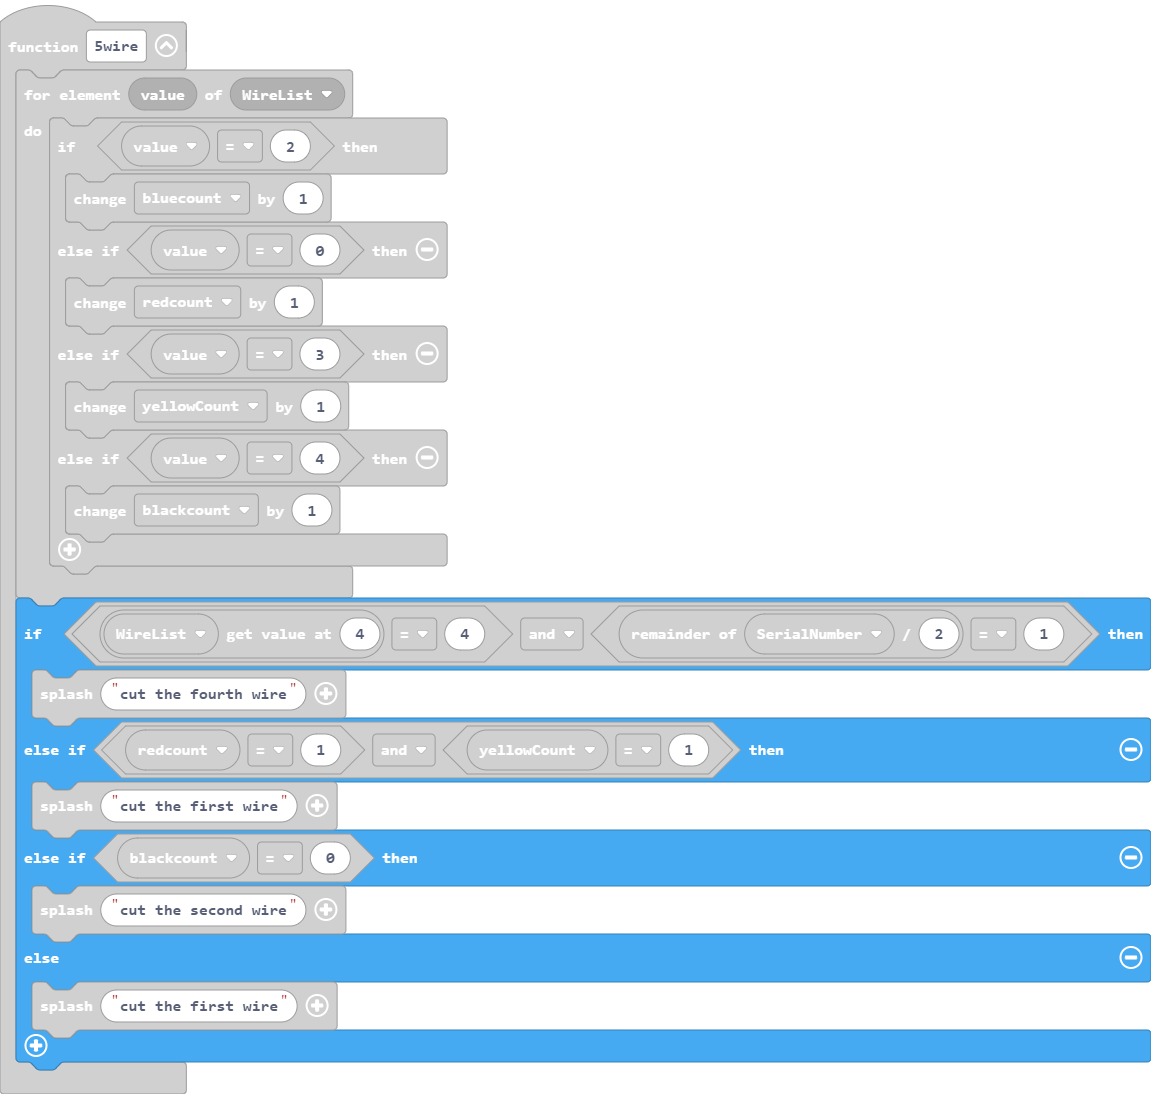 function 5wire
for element value of WireList
do
if value = 2 then
change bluecount by 1
else if value = 0 then
change redcount by 1
else if value = 3 then
change yellowCount by 1
else if value = 4 then
change blackcount by 1
if WireList get value at 4 = 4 and remainder of SerialNumber / 2 = 1 then
splash "cut the fourth wire"
else if redcount = 1 and yellowCount = 1 then
splash "cut the first wire"
else if blackcount = 0 then
splash "cut the second wire"
else
splash "cut the first wire"